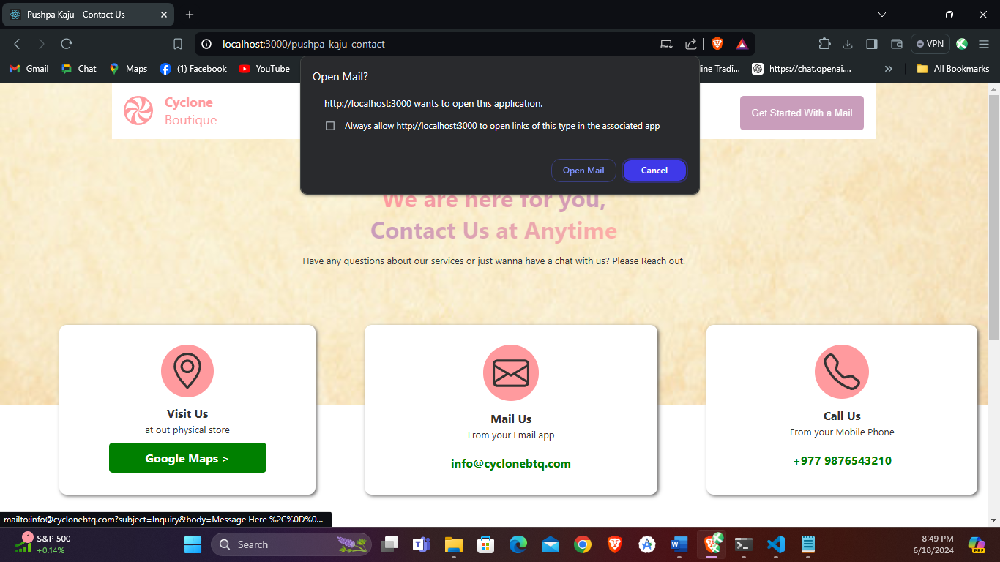 Pushpa Kaju - Contact Us
localhost:3000/pushpa-kaju-contact
VPN
Gmail
Chat
Maps
(1) Facebook
YouTube
line Tradi...
https://chat.openai....
All Bookmarks
Open Mail?
http://localhost:3000 wants to open this application.
Always allow http://localhost:3000 to open links of this type in the associated app
Open Mail
Cancel
Cyclone
Boutique
Get Started With a Mail
We are here for you,
Contact Us at Anytime
Have any questions about our services or just wanna have a chat with us? Please Reach out.
Visit Us
at out physical store
Google Maps >
Mail Us
From your Email app
info@cyclonebtq.com
Call Us
From your Mobile Phone
+977 9876543210
mailto:info@cyclonebtq.com?subject=Inquiry&body=Message Here %2C%0D%0...
1
S&P 500
+0.14%
Search
8:49 PM
6/18/2024
PRE